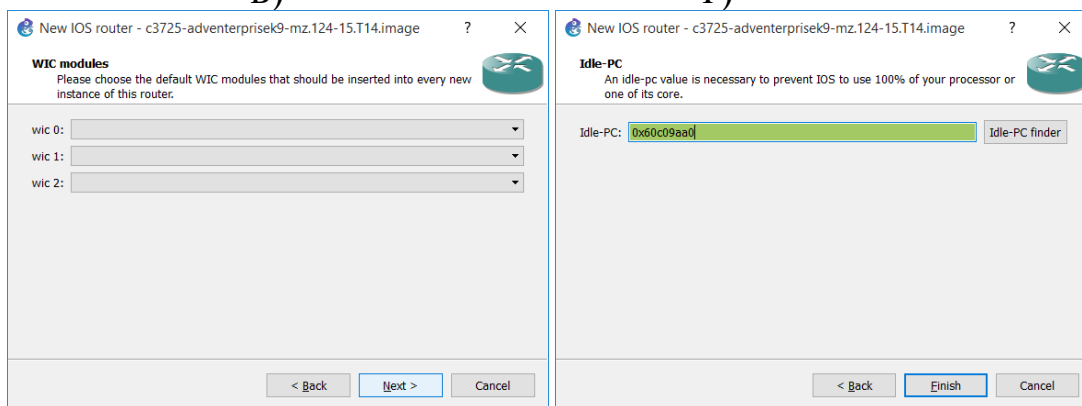 New IOS router - c3725-adventerprisek9-mz.124-15.T14.image ? ×
WIC modules
Please choose the default WIC modules that should be inserted into every new
instance of this router.
wic 0:
wic 1:
wic 2:
< Back Next > Cancel
New IOS router - c3725-adventerprisek9-mz.124-15.T14.image ? ×
Idle-PC
An idle-pc value is necessary to prevent IOS to use 100% of your processor or
one of its core.
Idle-PC: 0x60c09aa0 Idle-PC finder
< Back Finish Cancel